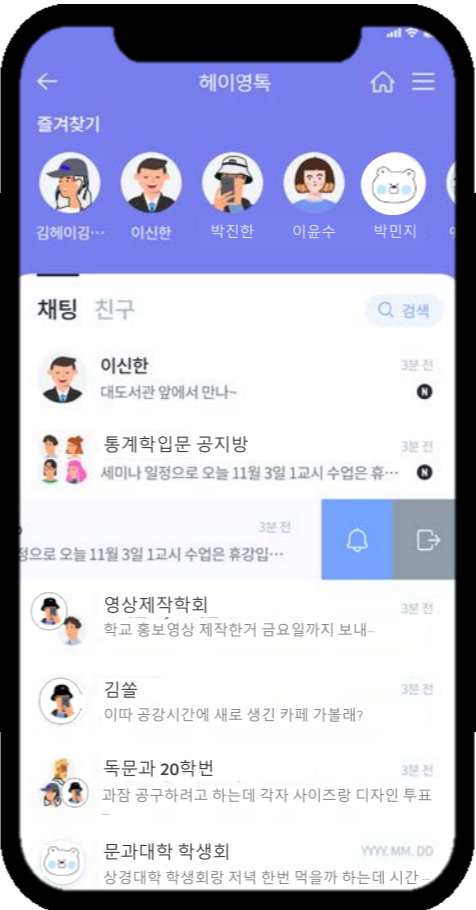 헤이영톡
즐겨찾기
김헤이김…
이신한
박진한
이윤수
박민지
채팅 친구
검색
이신한
3분 전
대도서관 앞에서 만나~
N
통계학입문 공지방
3분 전
세미나 일정으로 오늘 11월 3일 1교시 수업은 휴…
N
3분 전
정으로 오늘 11월 3일 1교시 수업은 휴강입…
영상제작학회
3분 전
학교 홍보영상 제작한거 금요일까지 보내…
김쏠
3분 전
이따 공강시간에 새로 생긴 카페 가볼래?
독문과 20학번
3분 전
과잠 공구하려고 하는데 각자 사이즈랑 디자인 투표
…
문과대학 학생회
YYYY. MM. DD
상경대학 학생회랑 저녁 한번 먹을까 하는데 시간 …